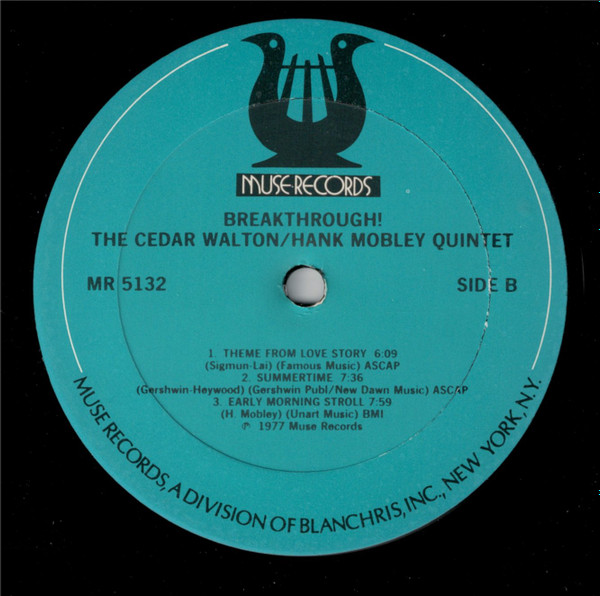 MUSE·RECORDS
BREAKTHROUGH!
THE CEDAR WALTON/HANK MOBLEY QUINTET
MR 5132
SIDE B
1. THEME FROM LOVE STORY 6:09
(Sigmun-Lai) (Famous Music) ASCAP
2. SUMMERTIME 7:36
(Gershwin-Heywood) (Gershwin Publ/New Dawn Music) ASCAP
3. EARLY MORNING STROLL 7:59
(H. Mobley) (Unart Music) BMI
℗ 1977 Muse Records
MUSE RECORDS, A DIVISION OF BLANCHRIS, INC., NEW YORK, N.Y.